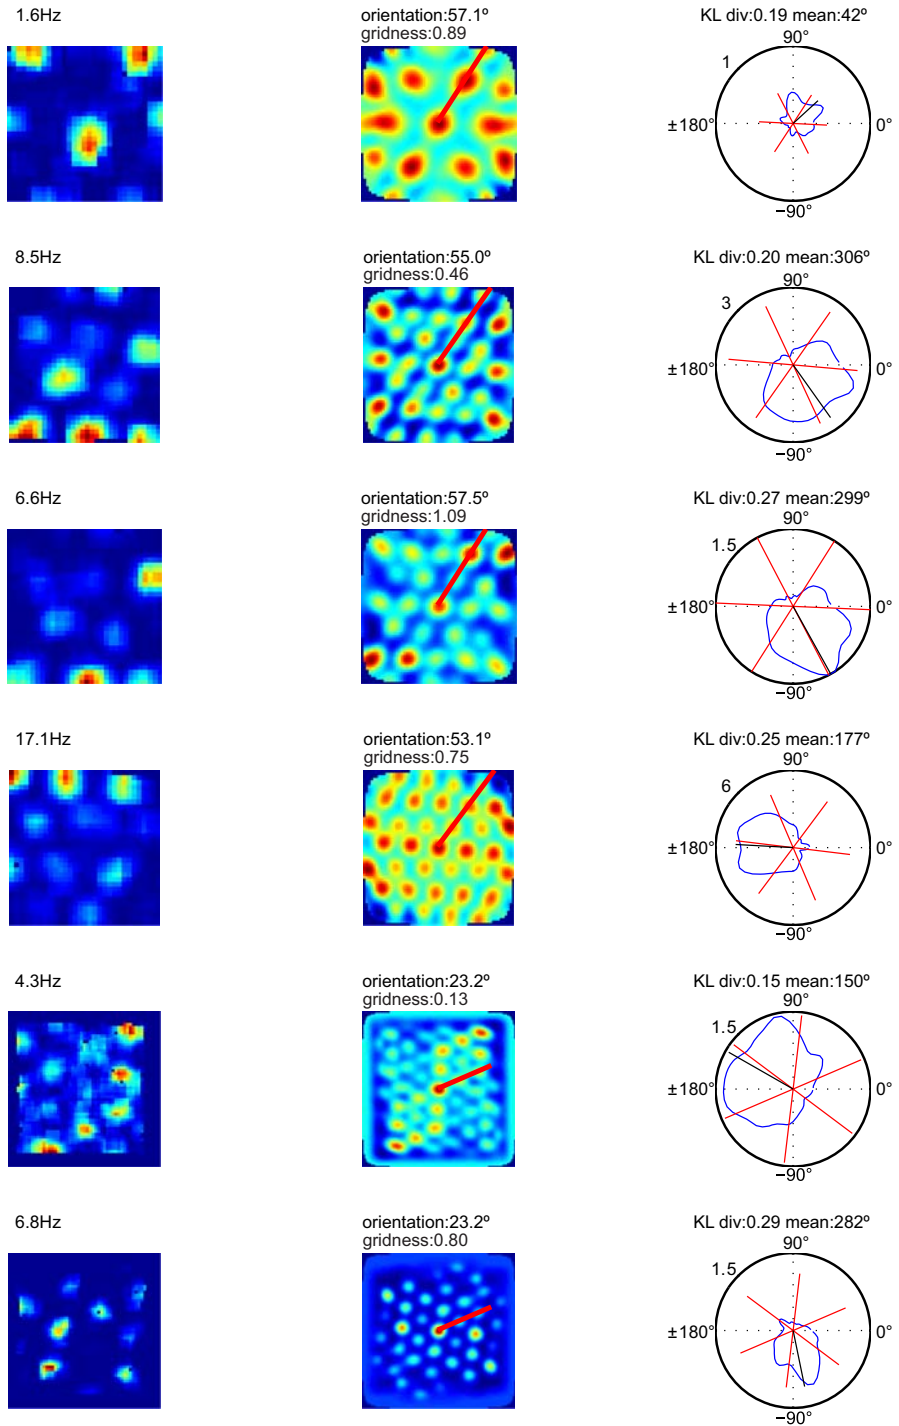 1.6Hz
orientation:57.1º
gridness:0.89
KL div:0.19 mean:42º
90°
1
±180°
0°
−90°
8.5Hz
orientation:55.0º
gridness:0.46
KL div:0.20 mean:306º
90°
3
±180°
0°
−90°
6.6Hz
orientation:57.5º
gridness:1.09
KL div:0.27 mean:299º
90°
1.5
±180°
0°
−90°
17.1Hz
orientation:53.1º
gridness:0.75
KL div:0.25 mean:177º
90°
6
±180°
0°
−90°
4.3Hz
orientation:23.2º
gridness:0.13
KL div:0.15 mean:150º
90°
1.5
±180°
0°
−90°
6.8Hz
orientation:23.2º
gridness:0.80
KL div:0.29 mean:282º
90°
1.5
±180°
0°
−90°